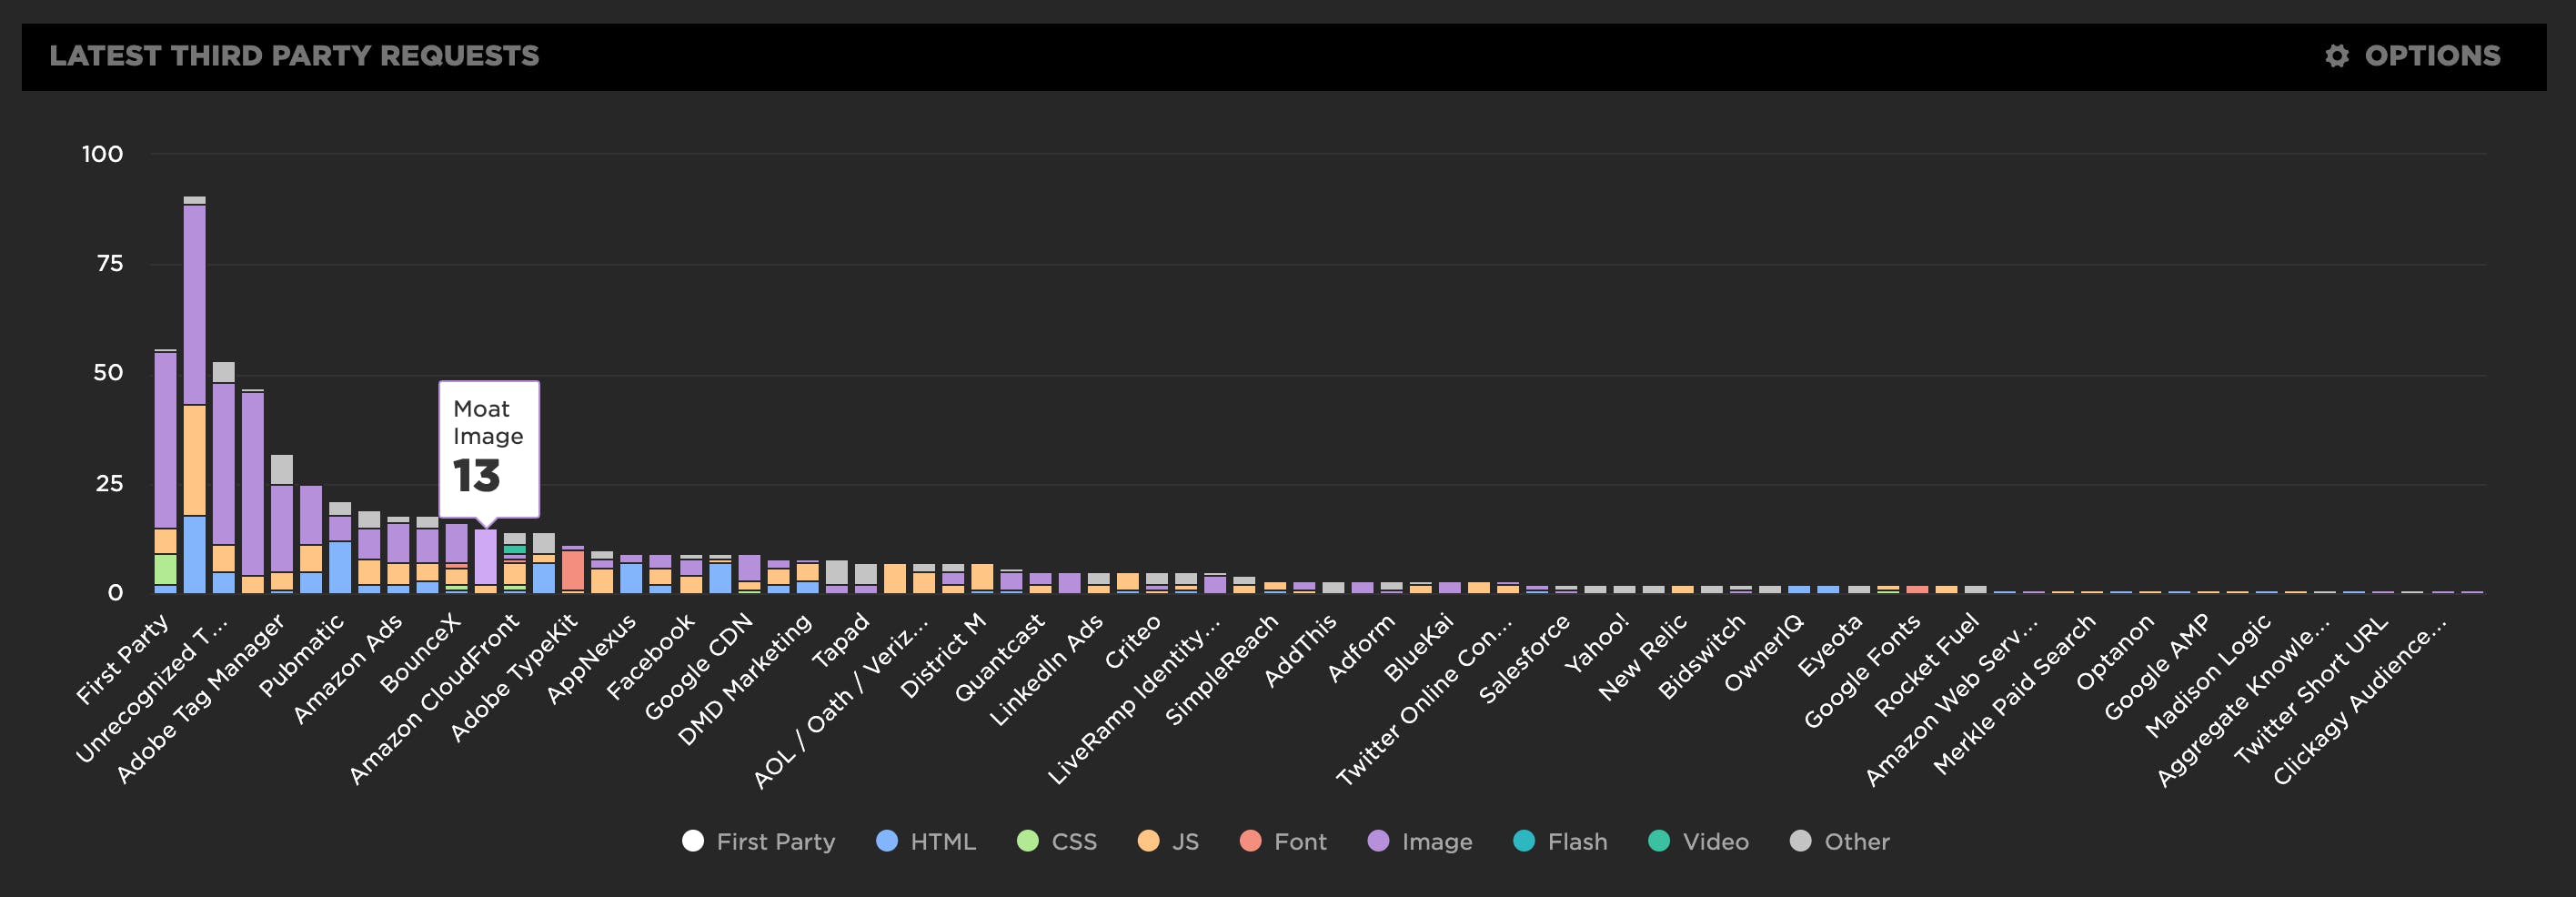 LATEST THIRD PARTY REQUESTS
OPTIONS
100
75
50
25
0
Moat
Image
13
First Party
Unrecognized T...
Adobe Tag Manager
Pubmatic
Amazon Ads
BounceX
Amazon CloudFront
Adobe TypeKit
AppNexus
Facebook
Google CDN
DMD Marketing
Tapad
AOL / Oath / Veriz...
District M
Quantcast
LinkedIn Ads
Criteo
LiveRamp Identity...
SimpleReach
AddThis
Adform
BlueKai
Twitter Online Con...
Salesforce
Yahoo!
New Relic
Bidswitch
OwnerIQ
Eyeota
Google Fonts
Rocket Fuel
Amazon Web Serv...
Merkle Paid Search
Optanon
Google AMP
Madison Logic
Aggregate Knowle...
Twitter Short URL
Clickagy Audience...
First Party
HTML
CSS
JS
Font
Image
Flash
Video
Other